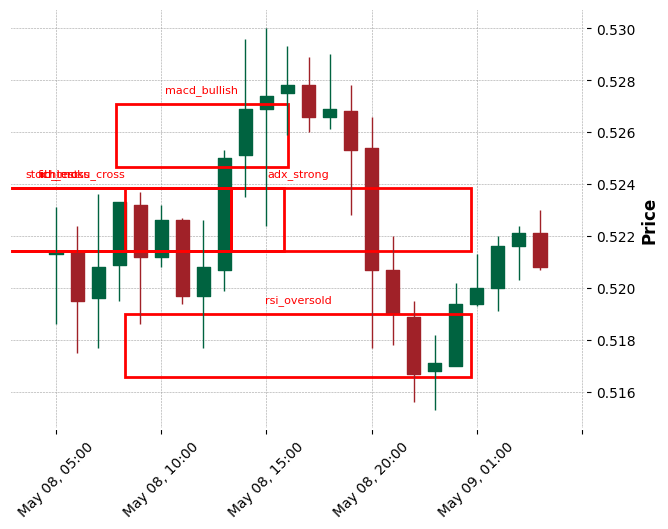 0.530
0.528
macd_bullish
0.526
adx_strong
0.524
0.522
Price
0.520
rsi_oversold
0.518
0.516
May 08, 05:00
May 08, 10:00
May 08, 15:00
May 08, 20:00
May 09, 01:00